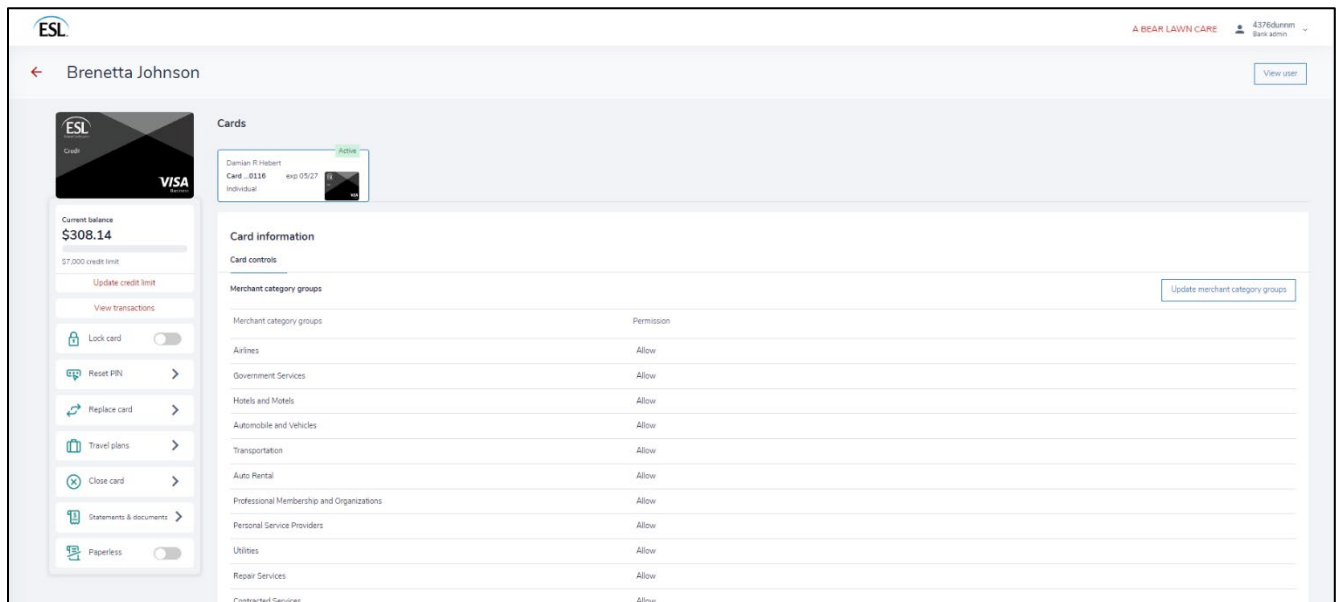 ESL
A BEAR LAWN CARE
4376dunnm
Bank admin
Brenetta Johnson
View user
ESL
Credit
VISA
Business
Current balance
$308.14
$7,000 credit limit
Update credit limit
View transactions
Lock card
Reset PIN
Replace card
Travel plans
Close card
Statements & documents
Paperless
Cards
Active
Damian R Hebert
Card ...0116 exp 05/27
Individual
VISA
Card information
Card controls
Merchant category groups
Update merchant category groups
Merchant category groups Permission
Airlines Allow
Government Services Allow
Hotels and Motels Allow
Automobile and Vehicles Allow
Transportation Allow
Auto Rental Allow
Professional Membership and Organizations Allow
Personal Service Providers Allow
Utilities Allow
Repair Services Allow
Contracted Services Allow